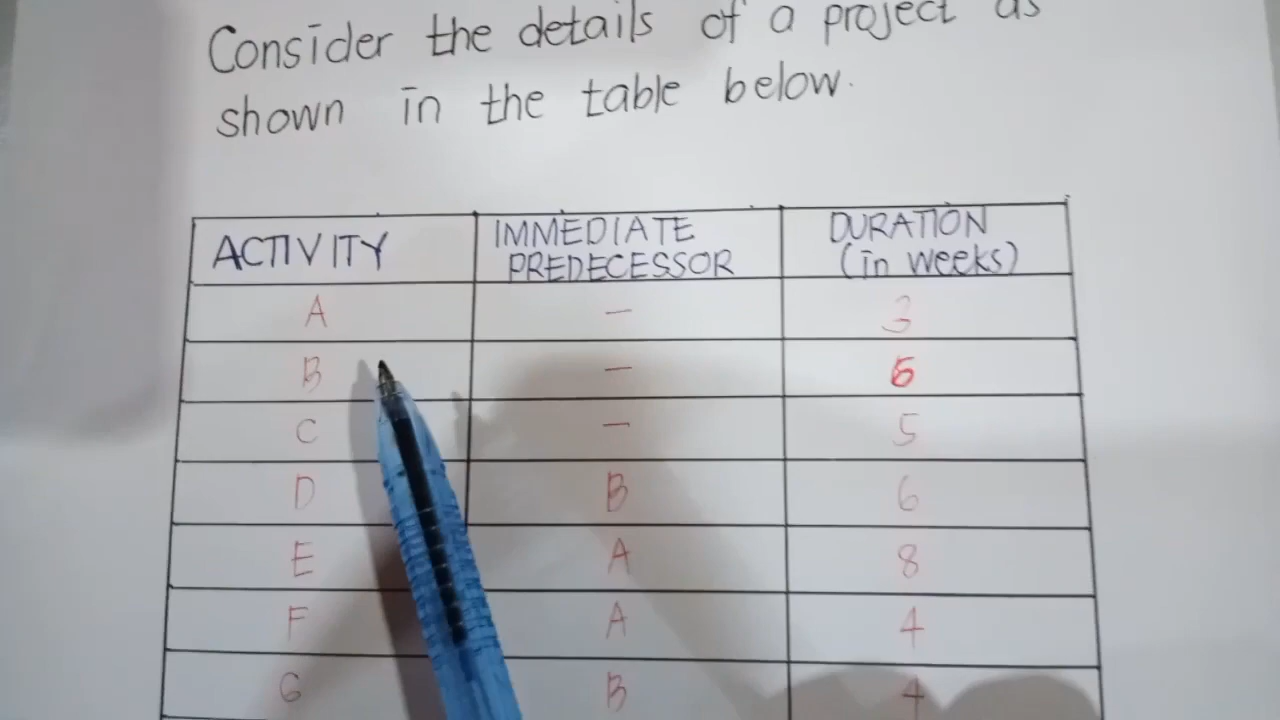 Consider the details of a project as
shown in the table below.
ACTIVITY IMMEDIATE PREDECESSOR DURATION (in weeks)
A – 3
B – 6
C – 5
D B 6
E A 8
F A 4
G B 4